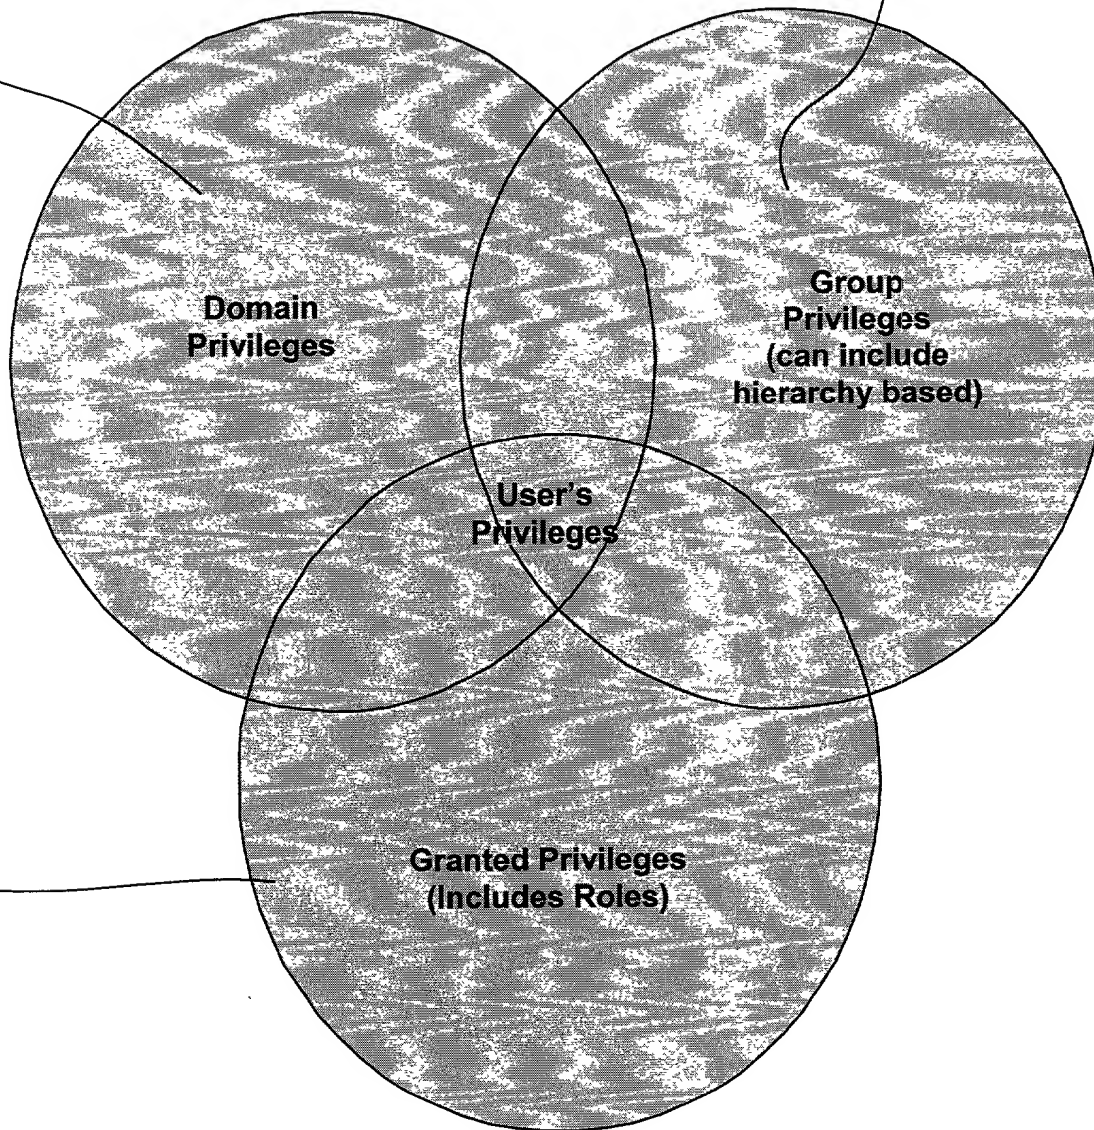 Domain
Privileges
Group
Privileges
(can include
hierarchy based)
User's
Privileges
Granted Privileges
(Includes Roles)